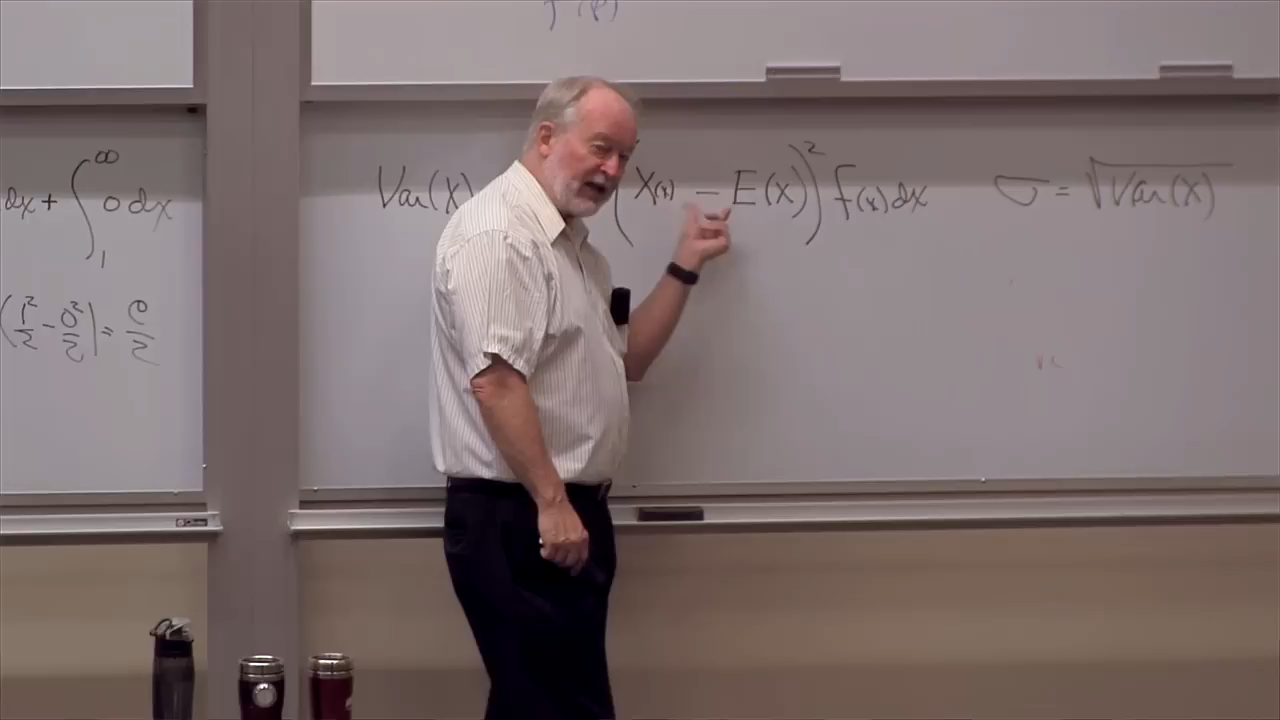 f(φ)
dx + ∫₁^∞ 0 dx
(1²/2 − 0²/2) = e/2
Var(X) (X(x) − E(X))² f(x)dx
σ = √Var(X)